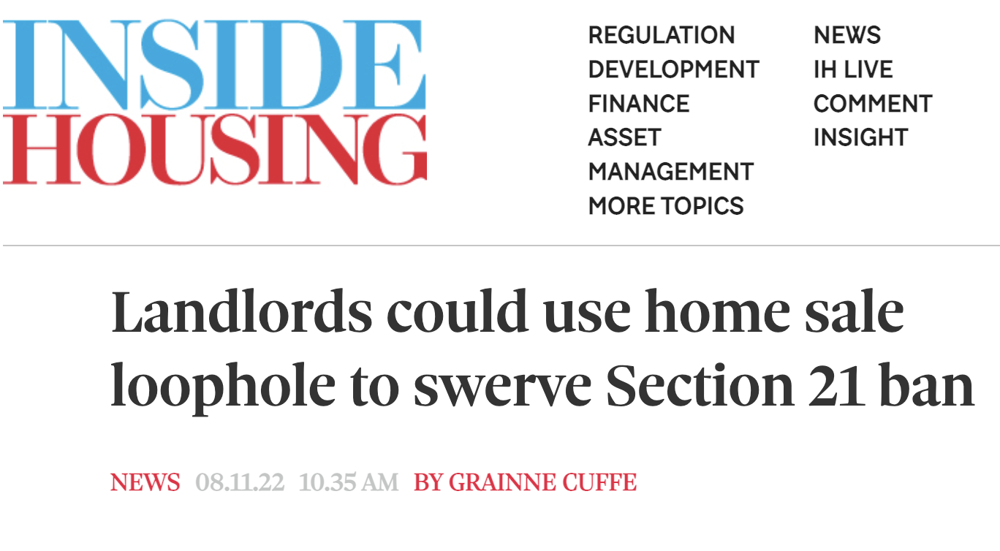 INSIDE
HOUSING
REGULATION
DEVELOPMENT
FINANCE
ASSET
MANAGEMENT
MORE TOPICS
NEWS
IH LIVE
COMMENT
INSIGHT
Landlords could use home sale
loophole to swerve Section 21 ban
NEWS 08.11.22 10.35 AM BY GRAINNE CUFFE